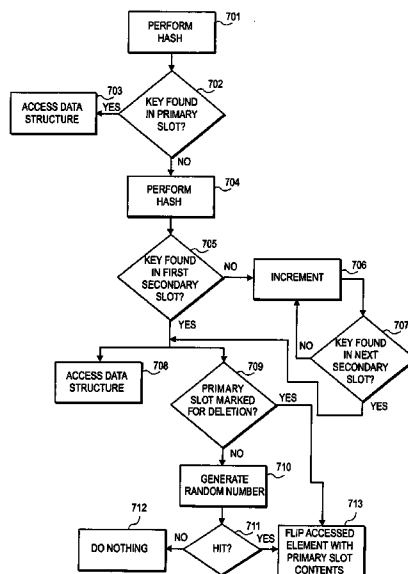 701
PERFORM
HASH
702
703
KEY FOUND
IN PRIMARY
SLOT?
ACCESS DATA
STRUCTURE
YES
NO
704
PERFORM
HASH
705
KEY FOUND
IN FIRST
SECONDARY
SLOT?
NO
INCREMENT
706
707
KEY FOUND
IN NEXT
SECONDARY
SLOT?
NO
YES
YES
ACCESS DATA
STRUCTURE
708
709
PRIMARY
SLOT MARKED
FOR DELETION?
YES
NO
710
GENERATE
RANDOM NUMBER
712
711
713
DO NOTHING
NO
HIT?
YES
FLIP ACCESSED
ELEMENT WITH
PRIMARY SLOT
CONTENTS